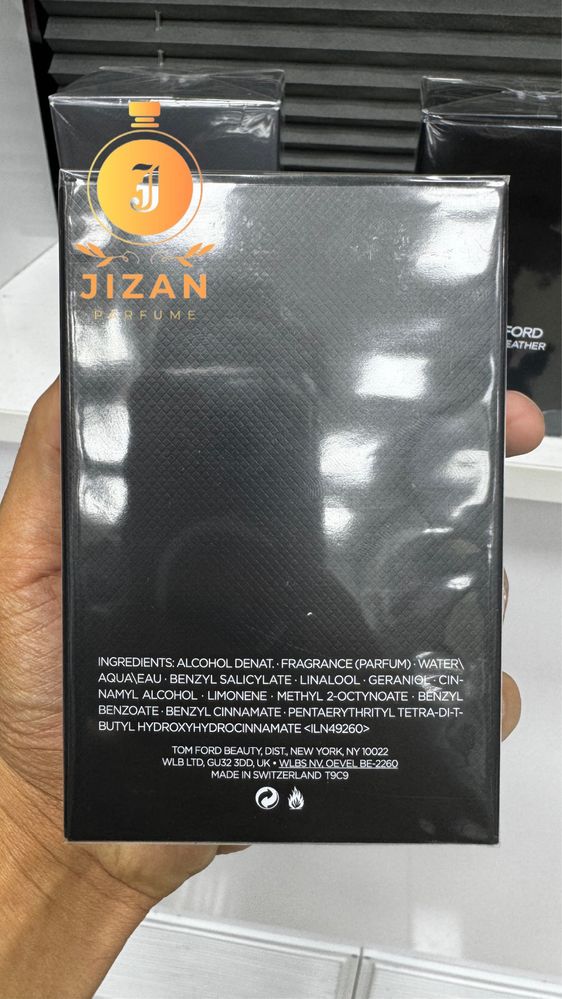 J
JIZAN
PARFUME
FORD
EATHER
INGREDIENTS: ALCOHOL DENAT. · FRAGRANCE (PARFUM) · WATER\
AQUA\EAU · BENZYL SALICYLATE · LINALOOL · GERANIOL · CIN-
NAMYL ALCOHOL · LIMONENE · METHYL 2-OCTYNOATE · BENZYL
BENZOATE · BENZYL CINNAMATE · PENTAERYTHRITYL TETRA-DI-T-
BUTYL HYDROXYHYDROCINNAMATE <ILN49260>
TOM FORD BEAUTY, DIST., NEW YORK, NY 10022
WLB LTD, GU32 3DD, UK • WLBS NV. OEVEL BE-2260
MADE IN SWITZERLAND T9C9